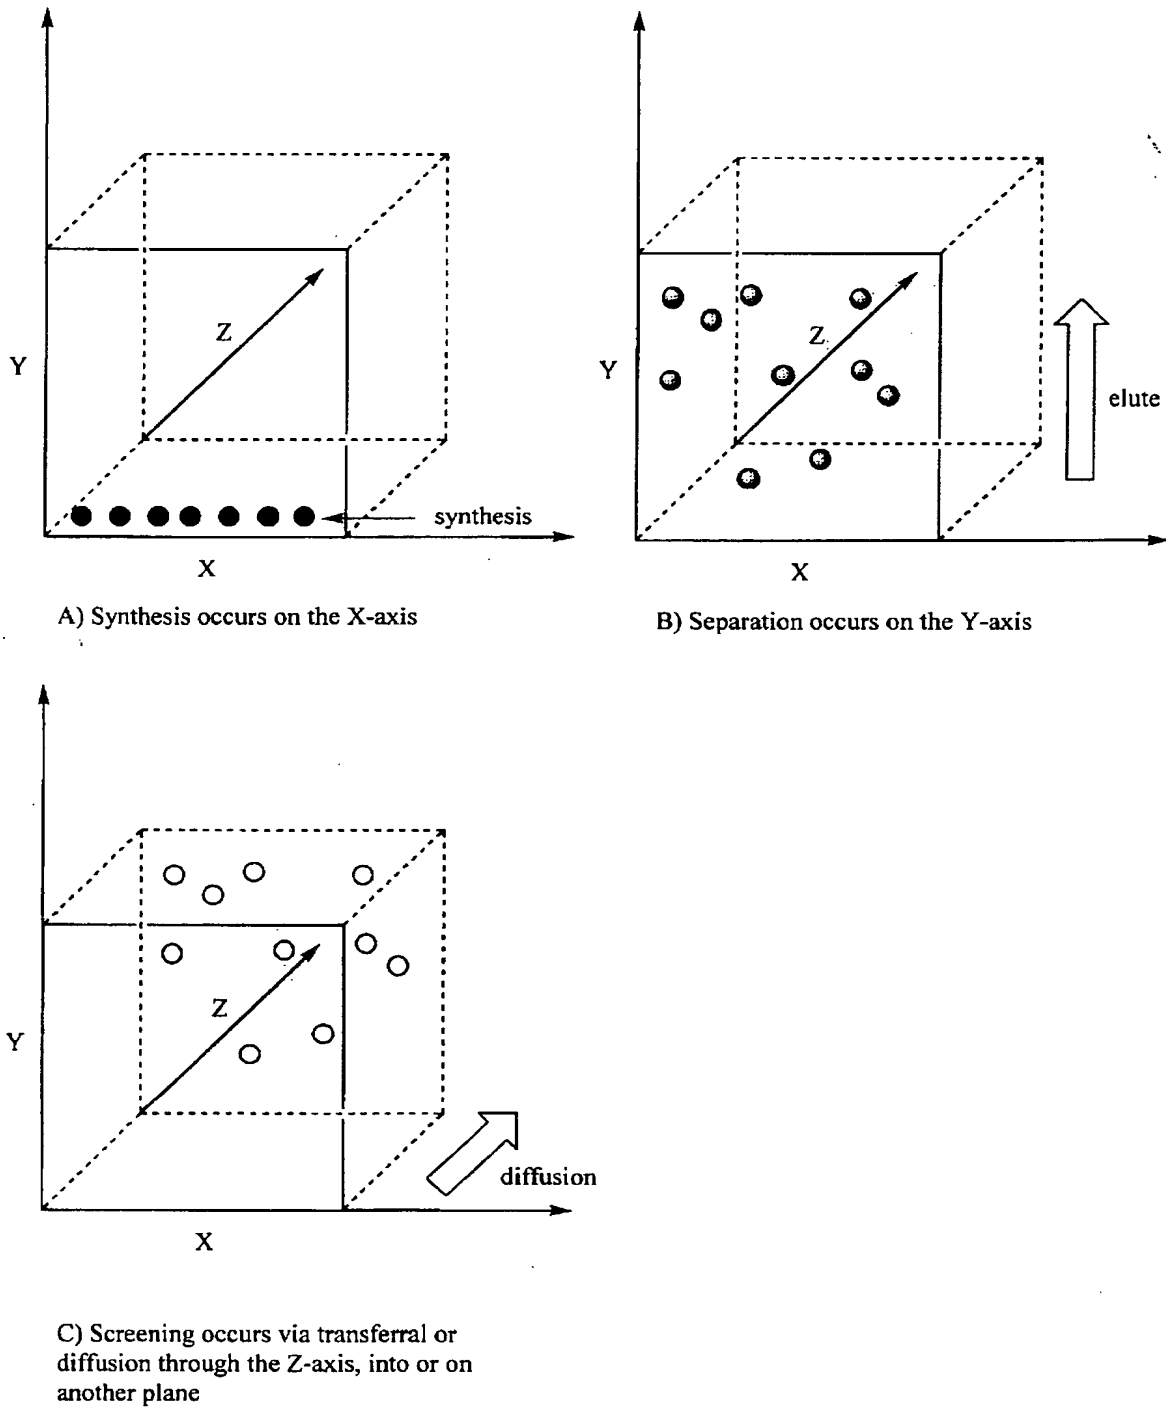 Z
Y
synthesis
X
A) Synthesis occurs on the X-axis
Z
Y
elute
X
B) Separation occurs on the Y-axis
Z
Y
diffusion
X
C) Screening occurs via transferral or
diffusion through the Z-axis, into or on
another plane